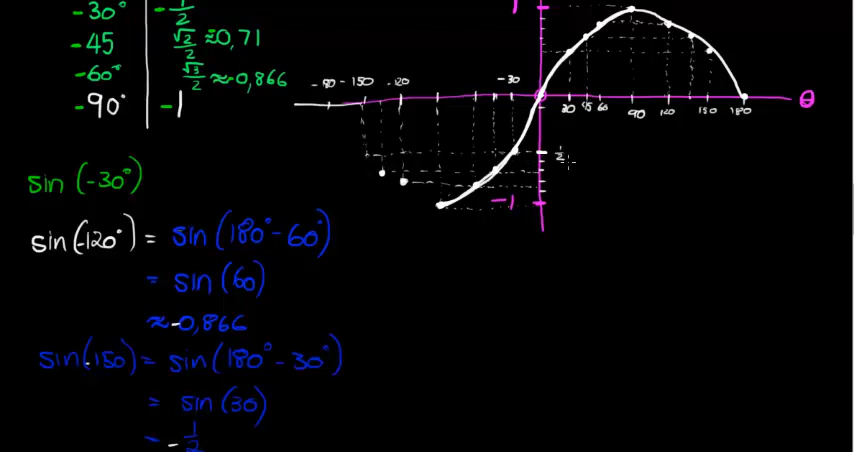 -30° -1/2
-45 √2/2 ≈0,71
-60° √3/2 ≈-0,866
-90° -1
1
-150 -120 -30
30 45 60 90 120 150 180 θ
1/2
-1
sin(-30°)
sin(-120°) = sin(180°-60°)
= sin(60)
≈-0,866
sin(-150) = sin(180°-30°)
= sin(30)
= -1/2